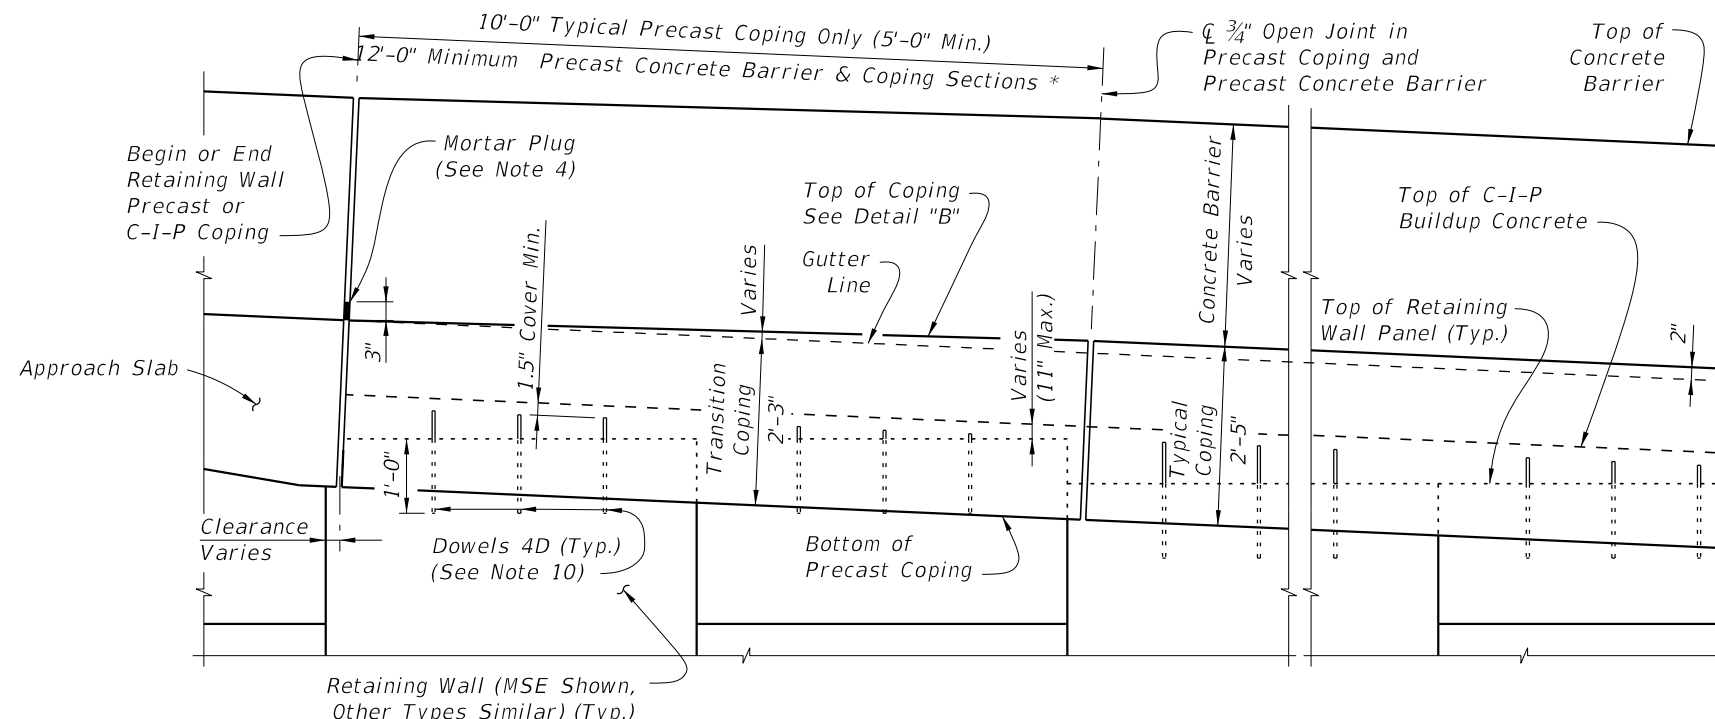 10'-0" Typical Precast Coping Only (5'-0" Min.)
12'-0" Minimum Precast Concrete Barrier & Coping Sections *
℄ ¾" Open Joint in
Precast Coping and
Precast Concrete Barrier
Top of
Concrete
Barrier
Begin or End
Retaining Wall
Precast or
C-I-P Coping
Mortar Plug
(See Note 4)
Top of Coping
See Detail "B"
Gutter
Line
Concrete Barrier
Varies
Top of C-I-P
Buildup Concrete
Top of Retaining
Wall Panel (Typ.)
1.5" Cover Min.
Varies
Varies
(11" Max.)
3"
2"
Approach Slab
Transition
Coping
2'-3"
Typical
Coping
2'-5"
1'-0"
Clearance
Varies
Dowels 4D (Typ.)
(See Note 10)
Bottom of
Precast Coping
Retaining Wall (MSE Shown,
Other Types Similar) (Typ.)